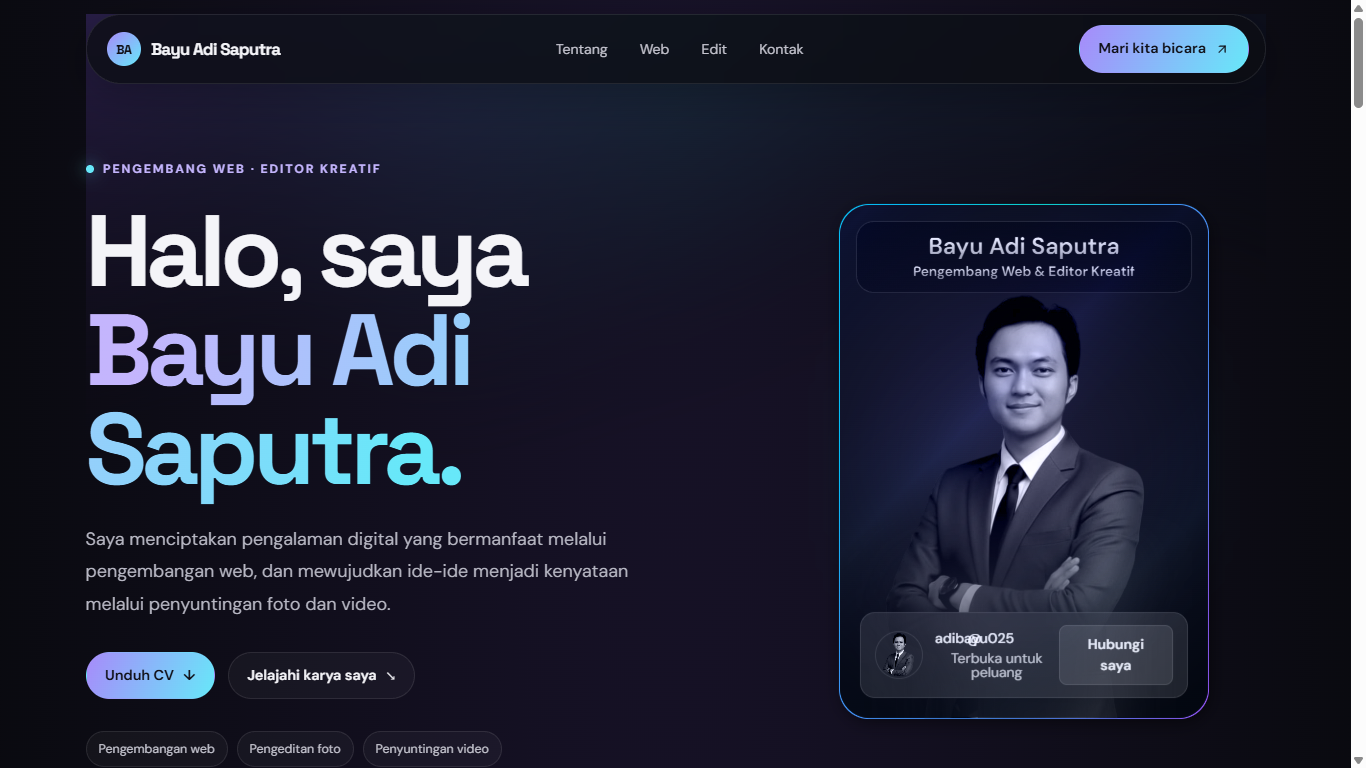 BA Bayu Adi Saputra
Tentang Web Edit Kontak
Mari kita bicara ↗
PENGEMBANG WEB · EDITOR KREATIF
Halo, saya
Bayu Adi
Saputra.
Saya menciptakan pengalaman digital yang bermanfaat melalui
pengembangan web, dan mewujudkan ide-ide menjadi kenyataan
melalui penyuntingan foto dan video.
Unduh CV ↓
Jelajahi karya saya ↘
Pengembangan web
Pengeditan foto
Penyuntingan video
Bayu Adi Saputra
Pengembang Web & Editor Kreatif
@adibayu025
Terbuka untuk
peluang
Hubungi
saya